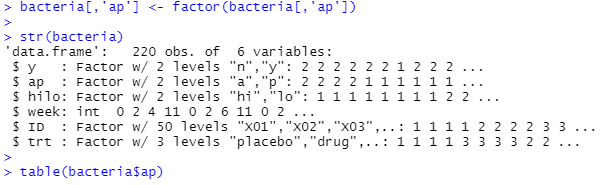 > bacteria[,'ap'] <- factor(bacteria[,'ap'])
>
> str(bacteria)
'data.frame':   220 obs. of  6 variables:
 $ y   : Factor w/ 2 levels "n","y": 2 2 2 2 2 2 1 2 2 2 ...
 $ ap  : Factor w/ 2 levels "a","p": 2 2 2 2 1 1 1 1 1 1 ...
 $ hilo: Factor w/ 2 levels "hi","lo": 1 1 1 1 1 1 1 1 2 2 ...
 $ week: int  0 2 4 11 0 2 6 11 0 2 ...
 $ ID  : Factor w/ 50 levels "X01","X02","X03",..: 1 1 1 1 2 2 2 2 3 3 ...
 $ trt : Factor w/ 3 levels "placebo","drug",..: 1 1 1 1 3 3 3 3 2 2 ...
>
> table(bacteria$ap)